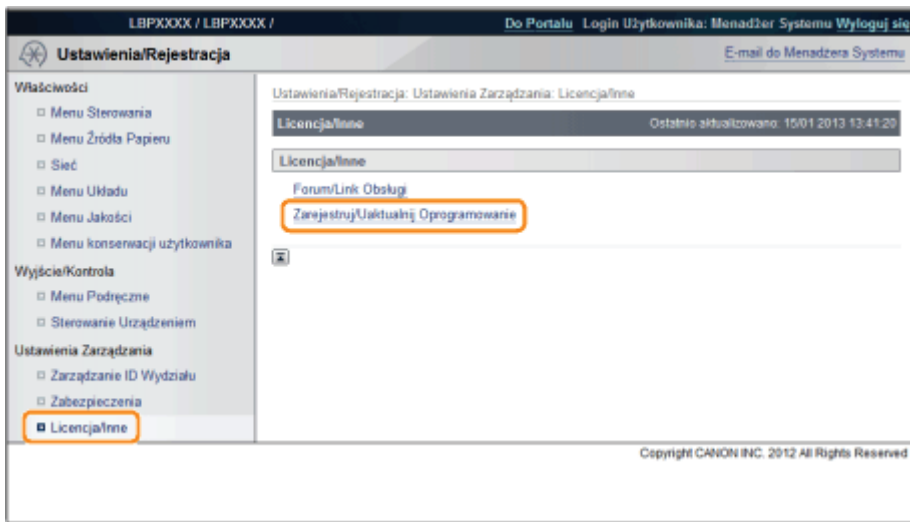 LBPXXXX / LBPXXXX /
Do Portalu Login Użytkownika: Menadżer Systemu Wyloguj się
Ustawienia/Rejestracja
E-mail do Menadżera Systemu
Właściwości
Menu Sterowania
Menu Źródła Papieru
Sieć
Menu Układu
Menu Jakości
Menu konserwacji użytkownika
Wyjście/Kontrola
Menu Podręczne
Sterowanie Urządzeniem
Ustawienia Zarządzania
Zarządzanie ID Wydziału
Zabezpieczenia
Licencja/Inne
Ustawienia/Rejestracja: Ustawienia Zarządzania: Licencja/Inne
Licencja/Inne
Ostatnio aktualizowano: 15/01 2013 13:41:20
Licencja/Inne
Forum/Link Obsługi
Zarejestruj/Uaktualnij Oprogramowanie
Copyright CANON INC. 2012 All Rights Reserved